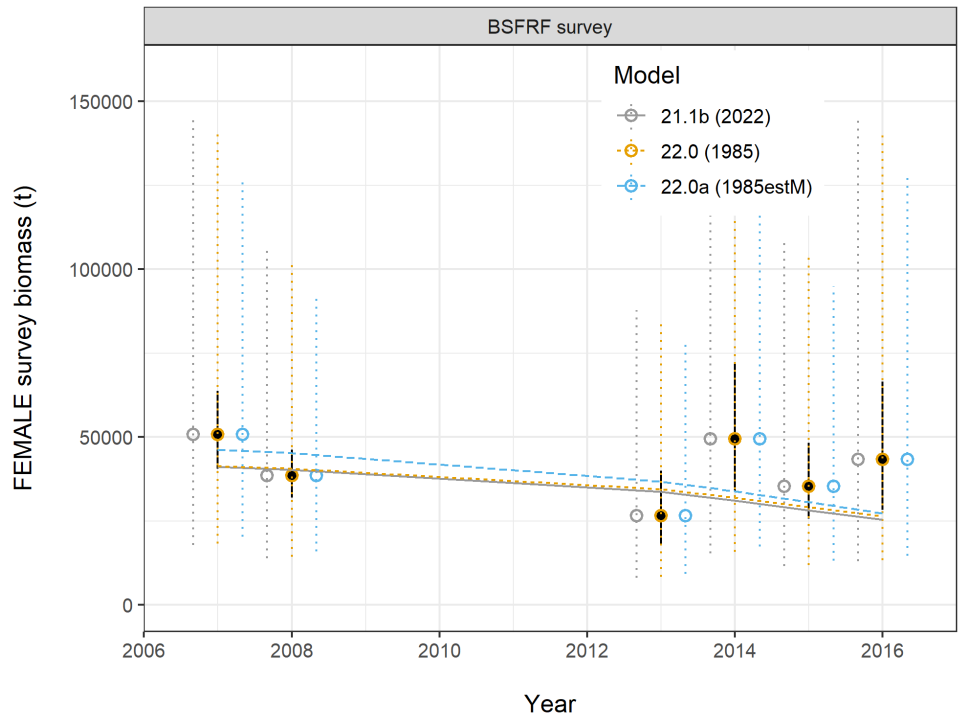 BSFRF survey
FEMALE survey biomass (t)
150000
100000
50000
0
Model
21.1b (2022)
22.0 (1985)
22.0a (1985estM)
2006 2008 2010 2012 2014 2016
Year